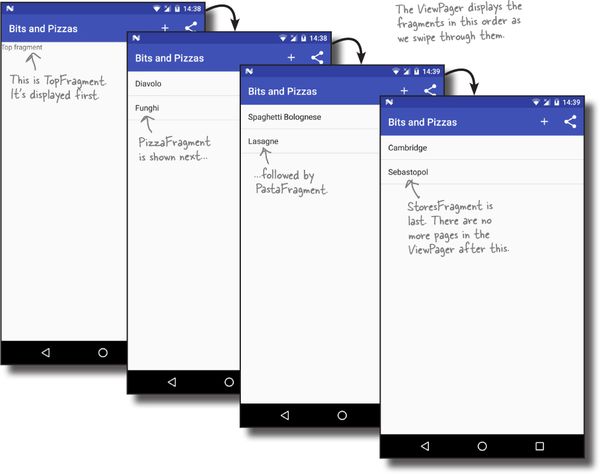 The ViewPager displays the
fragments in this order as
we swipe through them.
14:38
Bits and Pizzas
Top fragment
This is TopFragment.
It's displayed first.
14:38
Bits and Pizzas
Diavolo
Funghi
PizzaFragment
is shown next...
14:39
Bits and Pizzas
Spaghetti Bolognese
Lasagne
...followed by
PastaFragment.
14:39
Bits and Pizzas
Cambridge
Sebastopol
StoresFragment is
last. There are no
more pages in the
ViewPager after this.